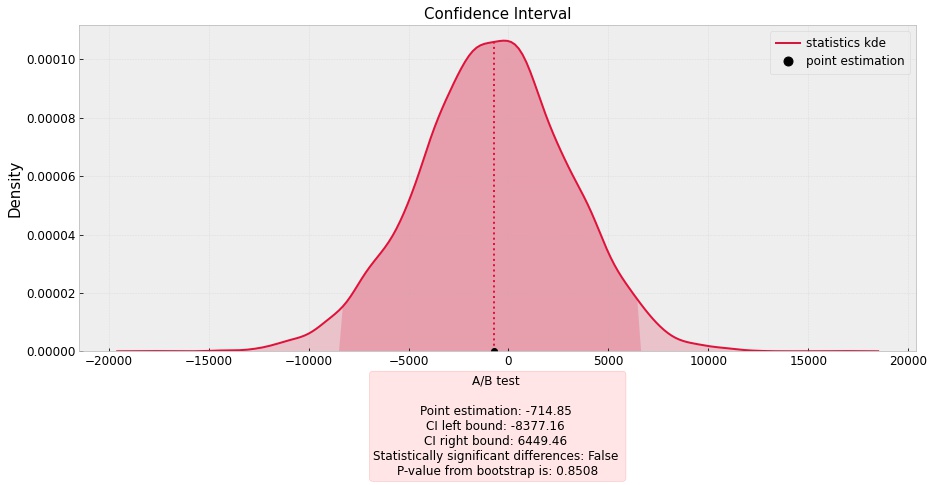 Confidence Interval
statistics kde
point estimation
Density
0.00010
0.00008
0.00006
0.00004
0.00002
0.00000
−20000 −15000 −10000 −5000 0 5000 10000 15000 20000
A/B test
Point estimation: -714.85
CI left bound: -8377.16
CI right bound: 6449.46
Statistically significant differences: False
P-value from bootstrap is: 0.8508